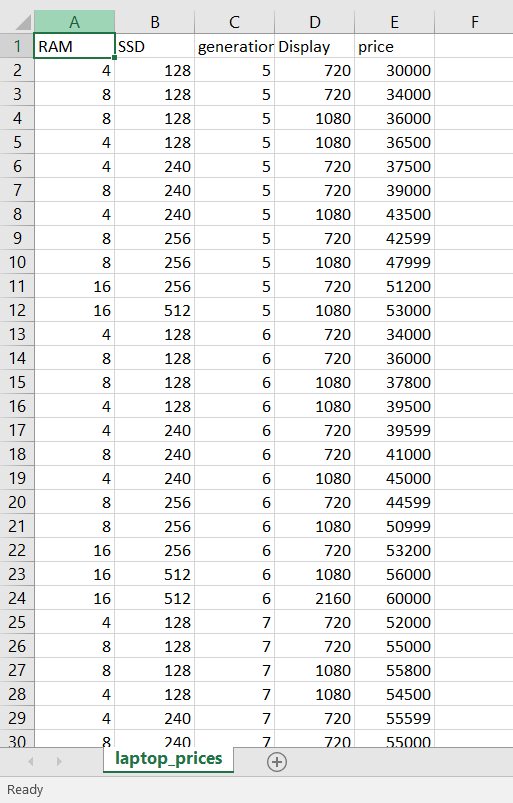 A B C D E F
1 RAM SSD generation Display price
2 4 128 5 720 30000
3 8 128 5 720 34000
4 8 128 5 1080 36000
5 4 128 5 1080 36500
6 4 240 5 720 37500
7 8 240 5 720 39000
8 4 240 5 1080 43500
9 8 256 5 720 42599
10 8 256 5 1080 47999
11 16 256 5 720 51200
12 16 512 5 1080 53000
13 4 128 6 720 34000
14 8 128 6 720 36000
15 8 128 6 1080 37800
16 4 128 6 1080 39500
17 4 240 6 720 39599
18 8 240 6 720 41000
19 4 240 6 1080 45000
20 8 256 6 720 44599
21 8 256 6 1080 50999
22 16 256 6 720 53200
23 16 512 6 1080 56000
24 16 512 6 2160 60000
25 4 128 7 720 52000
26 8 128 7 720 55000
27 8 128 7 1080 55800
28 4 128 7 1080 54500
29 4 240 7 720 55599
30 8 240 7 720 55000
laptop_prices
Ready